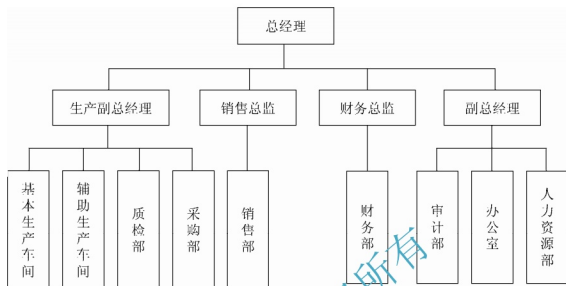 总经理
生产副总经理
销售总监
财务总监
副总经理
基本生产车间
辅助生产车间
质检部
采购部
销售部
财务部
审计部
办公室
人力资源部
所有